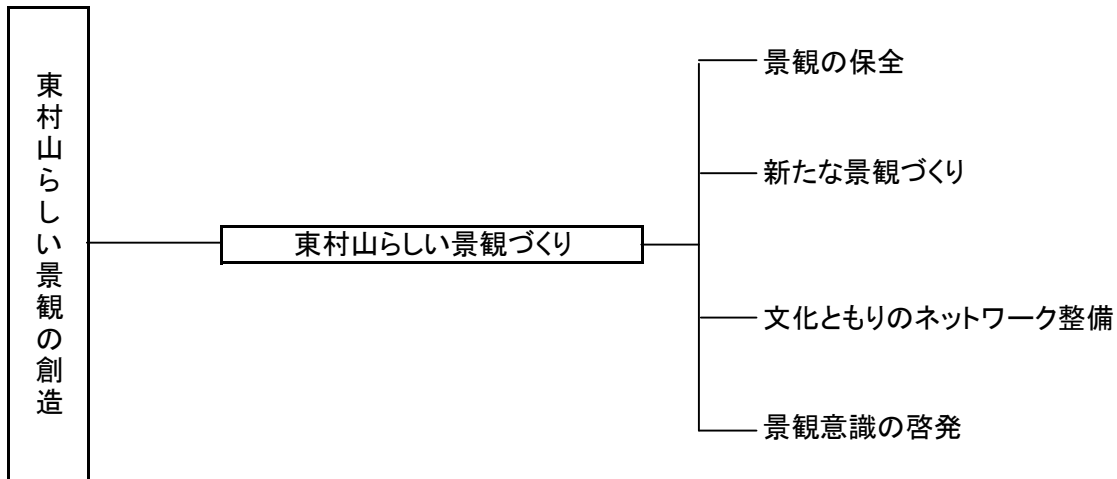 東村山らしい景観の創造
東村山らしい景観づくり
景観の保全
新たな景観づくり
文化ともりのネットワーク整備
景観意識の啓発